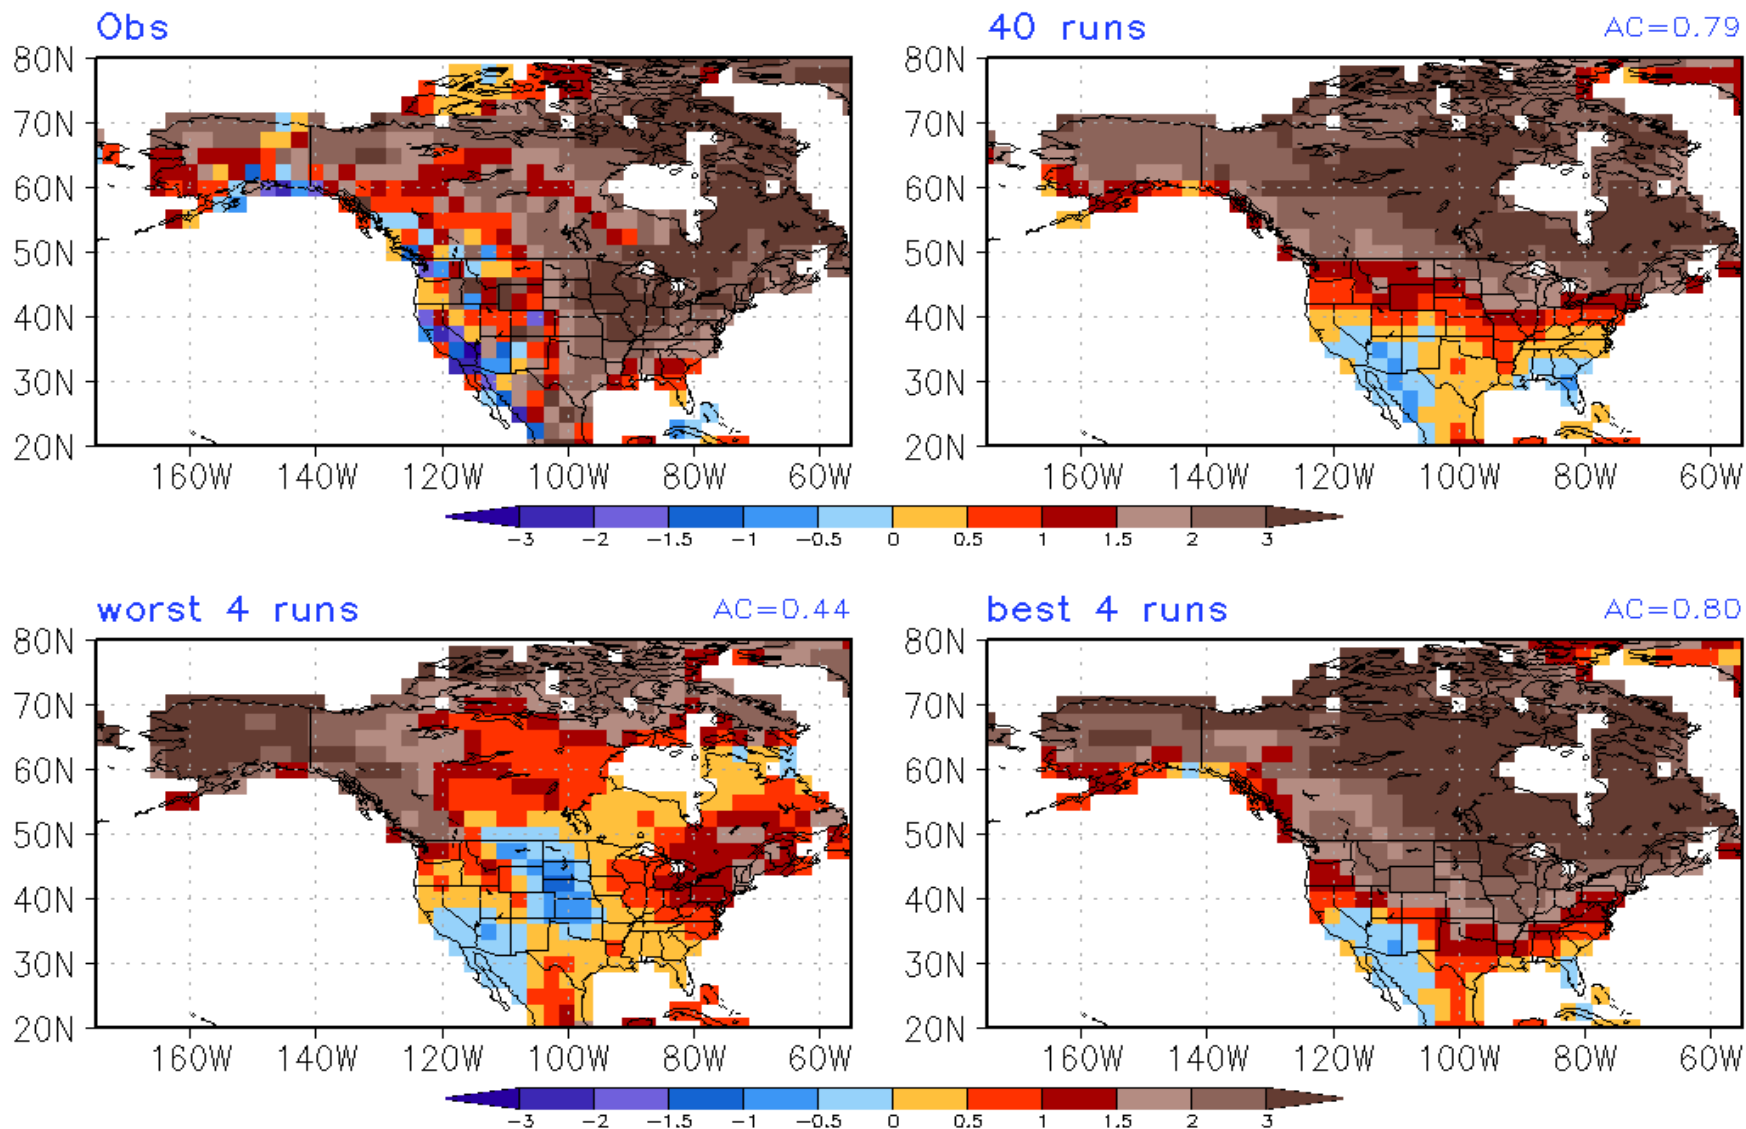 Obs
40 runs AC=0.79
80N 80N
70N 70N
60N 60N
50N 50N
40N 40N
30N 30N
20N 20N
160W 140W 120W 100W 80W 60W 160W 140W 120W 100W 80W 60W
-3 -2 -1.5 -1 -0.5 0 0.5 1 1.5 2 3
worst 4 runs AC=0.44
best 4 runs AC=0.80
80N 80N
70N 70N
60N 60N
50N 50N
40N 40N
30N 30N
20N 20N
160W 140W 120W 100W 80W 60W 160W 140W 120W 100W 80W 60W
-3 -2 -1.5 -1 -0.5 0 0.5 1 1.5 2 3